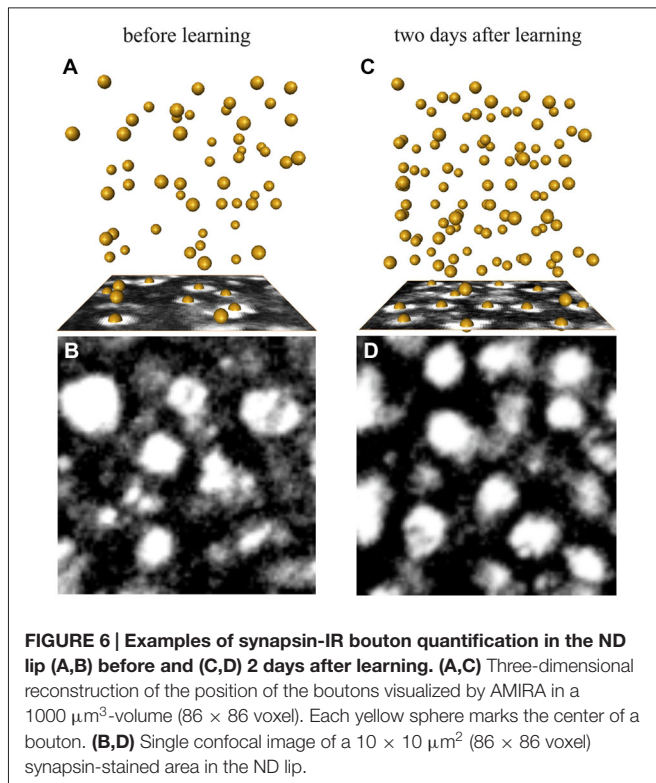 before learning
two days after learning
A
C
B
D
FIGURE 6 | Examples of synapsin-IR bouton quantification in the ND
lip (A,B) before and (C,D) 2 days after learning. (A,C) Three-dimensional
reconstruction of the position of the boutons visualized by AMIRA in a
1000 μm³-volume (86 × 86 voxel). Each yellow sphere marks the center of a
bouton. (B,D) Single confocal image of a 10 × 10 μm² (86 × 86 voxel)
synapsin-stained area in the ND lip.